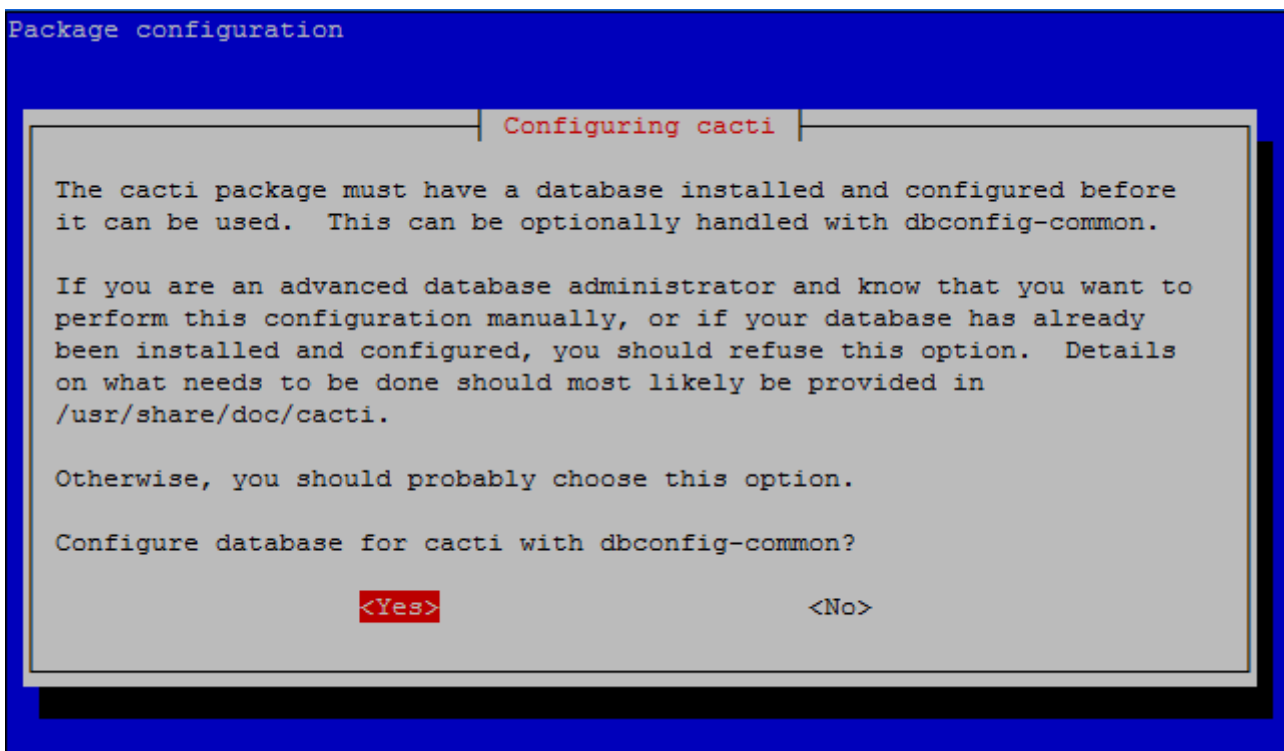 Package configuration
Configuring cacti
The cacti package must have a database installed and configured before
it can be used.  This can be optionally handled with dbconfig-common.
If you are an advanced database administrator and know that you want to
perform this configuration manually, or if your database has already
been installed and configured, you should refuse this option.  Details
on what needs to be done should most likely be provided in
/usr/share/doc/cacti.
Otherwise, you should probably choose this option.
Configure database for cacti with dbconfig-common?
<Yes> <No>